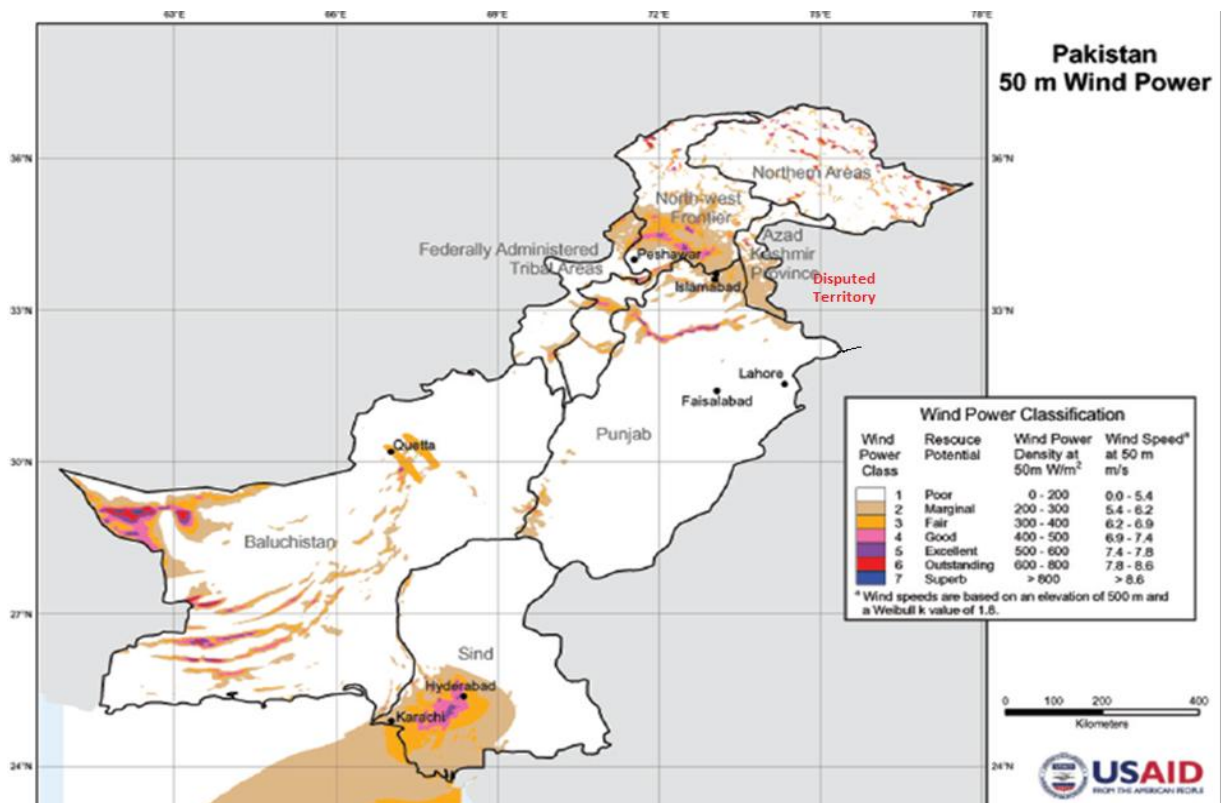 63°E 66°E 69°E 72°E 75°E 78°E
Pakistan
50 m Wind Power
36°N 36°N
Northern Areas
North-west
Frontier
Federally Administered
Tribal Areas
Azad
Kashmir
Province
Peshawar
Islamabad
Disputed
Territory
33°N 33°N
Lahore
Faisalabad
Punjab
Quetta
30°N
Baluchistan
27°N
Sind
Hyderabad
Karachi
24°N 24°N
Wind Power Classification
Wind Power Class Resouce Potential Wind Power Density at 50m W/m² Wind Speedᵃ at 50 m m/s
1 Poor 0 - 200 0.0 - 5.4
2 Marginal 200 - 300 5.4 - 6.2
3 Fair 300 - 400 6.2 - 6.9
4 Good 400 - 500 6.9 - 7.4
5 Excellent 500 - 600 7.4 - 7.8
6 Outstanding 600 - 800 7.8 - 8.6
7 Superb > 800 > 8.6
ᵃ Wind speeds are based on an elevation of 500 m and
a Weibull k value of 1.8.
0 100 200 300 400
Kilometers
USAID
FROM THE AMERICAN PEOPLE